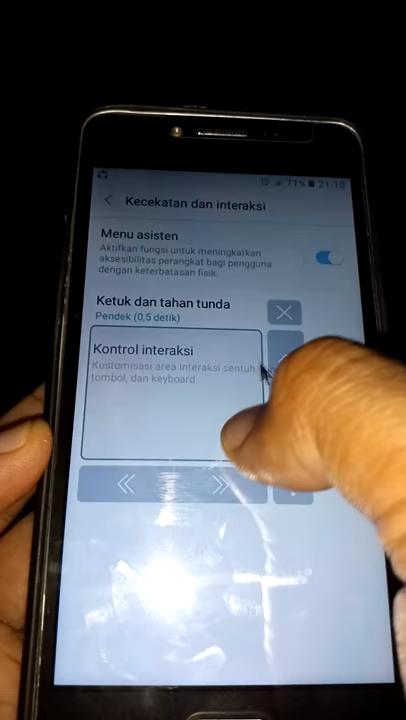 71% 21:10
Kecekatan dan interaksi
Menu asisten
Aktifkan fungsi untuk meningkatkan
aksesibilitas perangkat bagi pengguna
dengan keterbatasan fisik.
Ketuk dan tahan tunda
Pendek (0,5 detik)
Kontrol interaksi
Kustomisasi area interaksi sentuh,
tombol, dan keyboard.